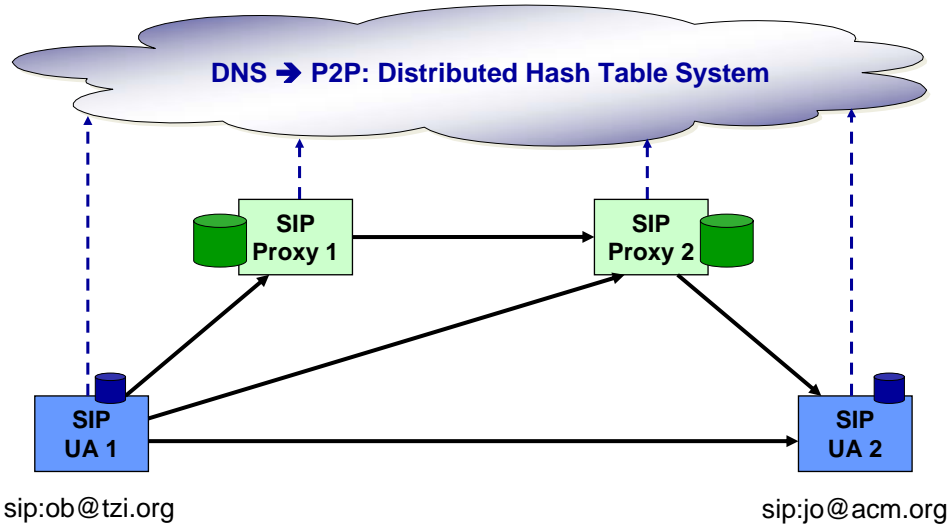 DNS ➔ P2P: Distributed Hash Table System
SIP
Proxy 1
SIP
Proxy 2
SIP
UA 1
SIP
UA 2
sip:ob@tzi.org
sip:jo@acm.org